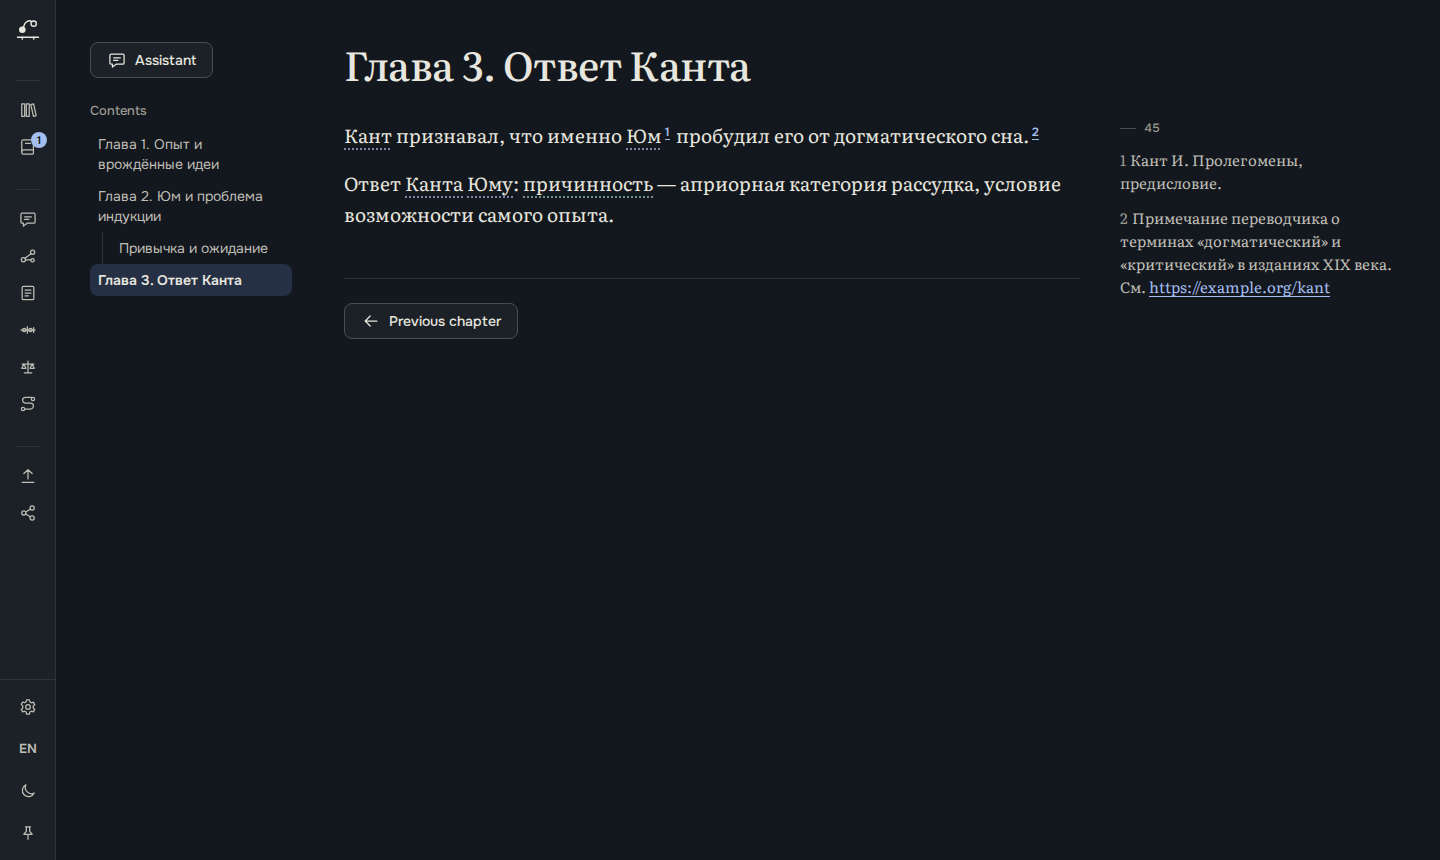 1
EN
Assistant
Contents
Глава 1. Опыт и
врождённые идеи
Глава 2. Юм и проблема
индукции
Привычка и ожидание
Глава 3. Ответ Канта
Глава 3. Ответ Канта
Кант признавал, что именно Юм 1 пробудил его от догматического сна. 2
Ответ Канта Юму: причинность — априорная категория рассудка, условие
возможности самого опыта.
Previous chapter
45
1 Кант И. Пролегомены,
предисловие.
2 Примечание переводчика о
терминах «догматический» и
«критический» в изданиях XIX века.
См. https://example.org/kant